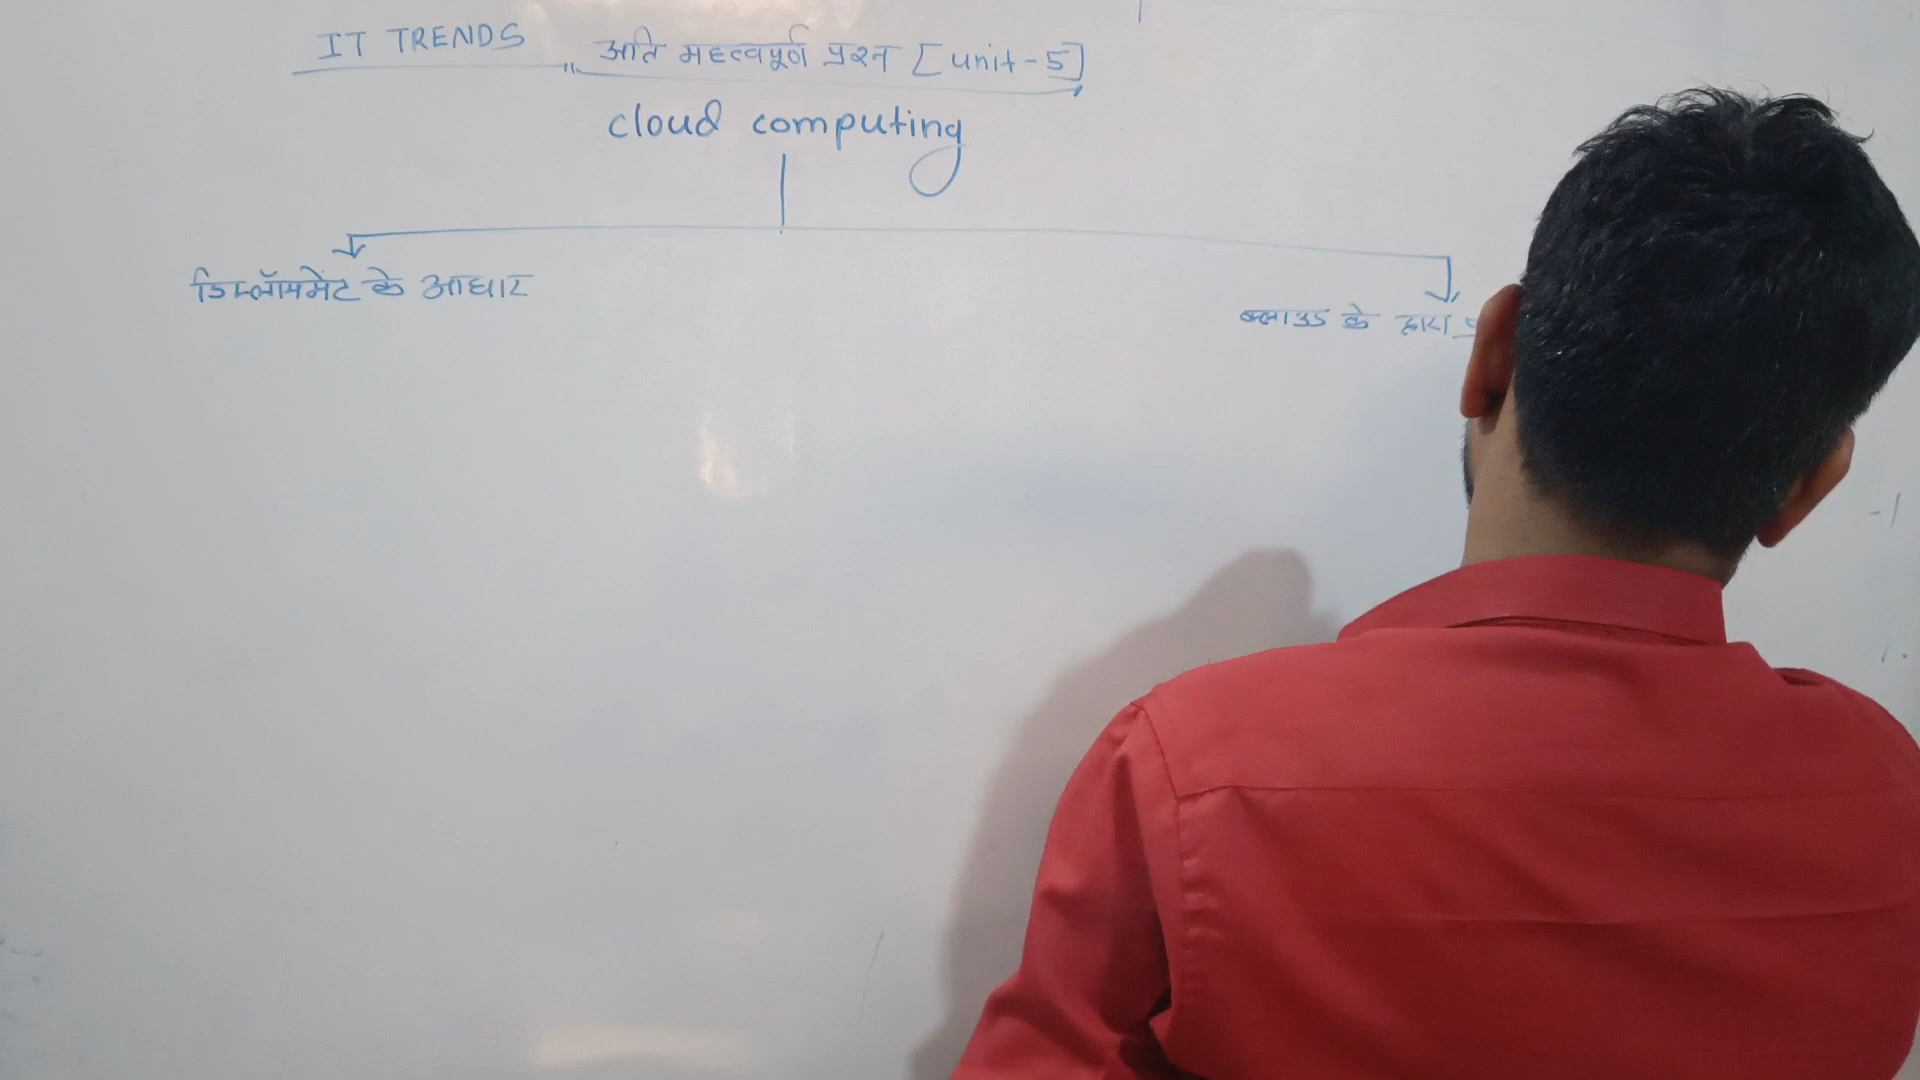 IT TRENDS अति महत्वपूर्ण प्रश्न [unit-5]
cloud computing
डिप्लॉयमेंट के आधार
क्लाउड के द्वारा